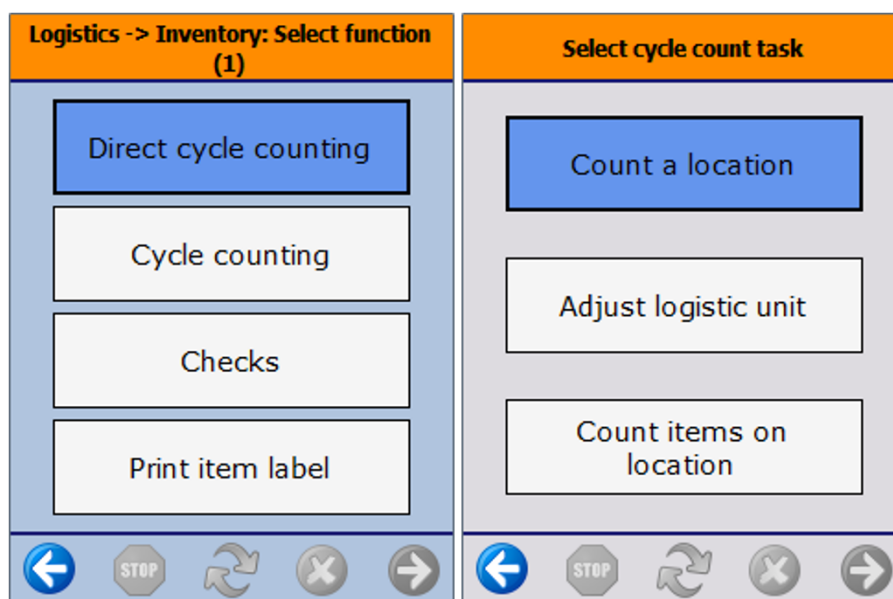 Logistics -> Inventory: Select function
(1)
Direct cycle counting
Cycle counting
Checks
Print item label
STOP
Select cycle count task
Count a location
Adjust logistic unit
Count items on
location
STOP